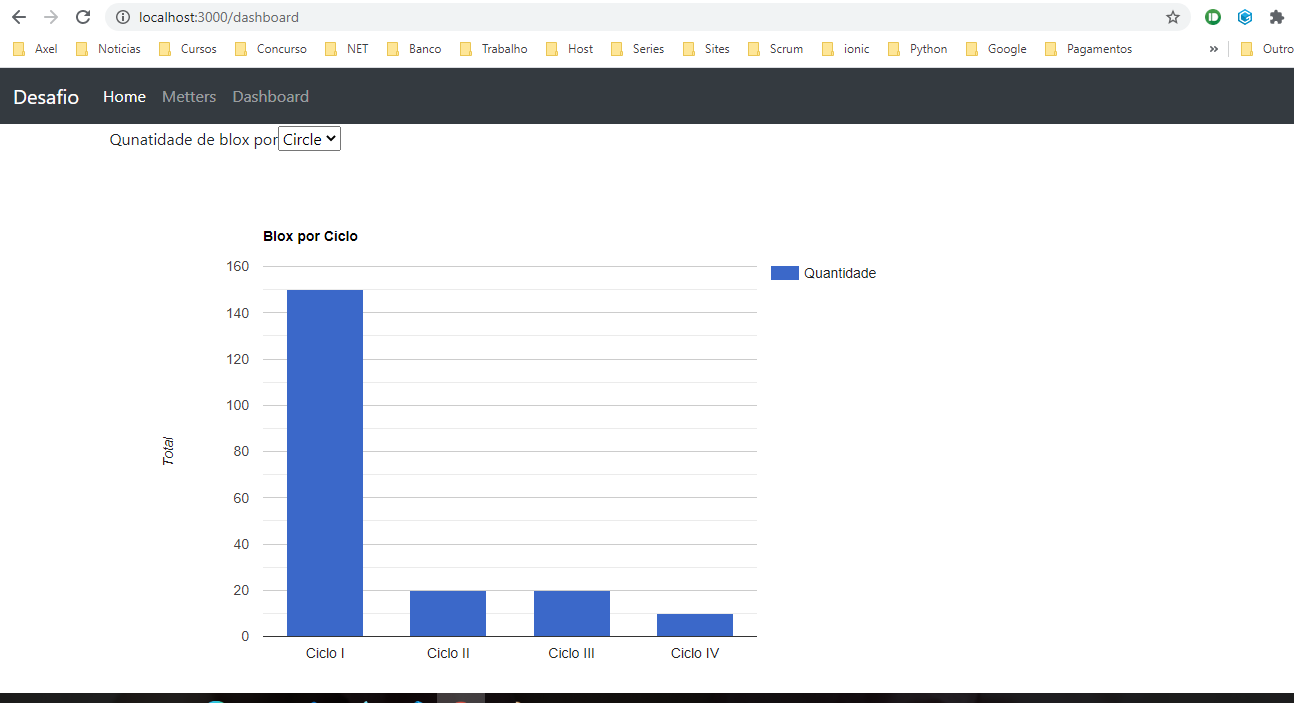 localhost:3000/dashboard
Axel Noticias Cursos Concurso NET Banco Trabalho Host Series Sites Scrum ionic Python Google Pagamentos » Outro
Desafio Home Metters Dashboard
Qunatidade de blox por Circle
Blox por Ciclo
Quantidade
160
140
120
100
80
60
40
20
0
Total
Ciclo I Ciclo II Ciclo III Ciclo IV